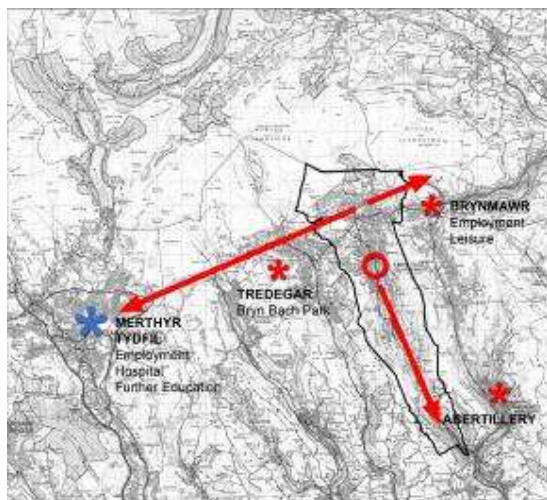 BRYNMAWR
Employment
Leisure
TREDEGAR
Bryn Bach Park
MERTHYR
TYDFIL
Employment
Hospital
Further Education
ABERTILLERY